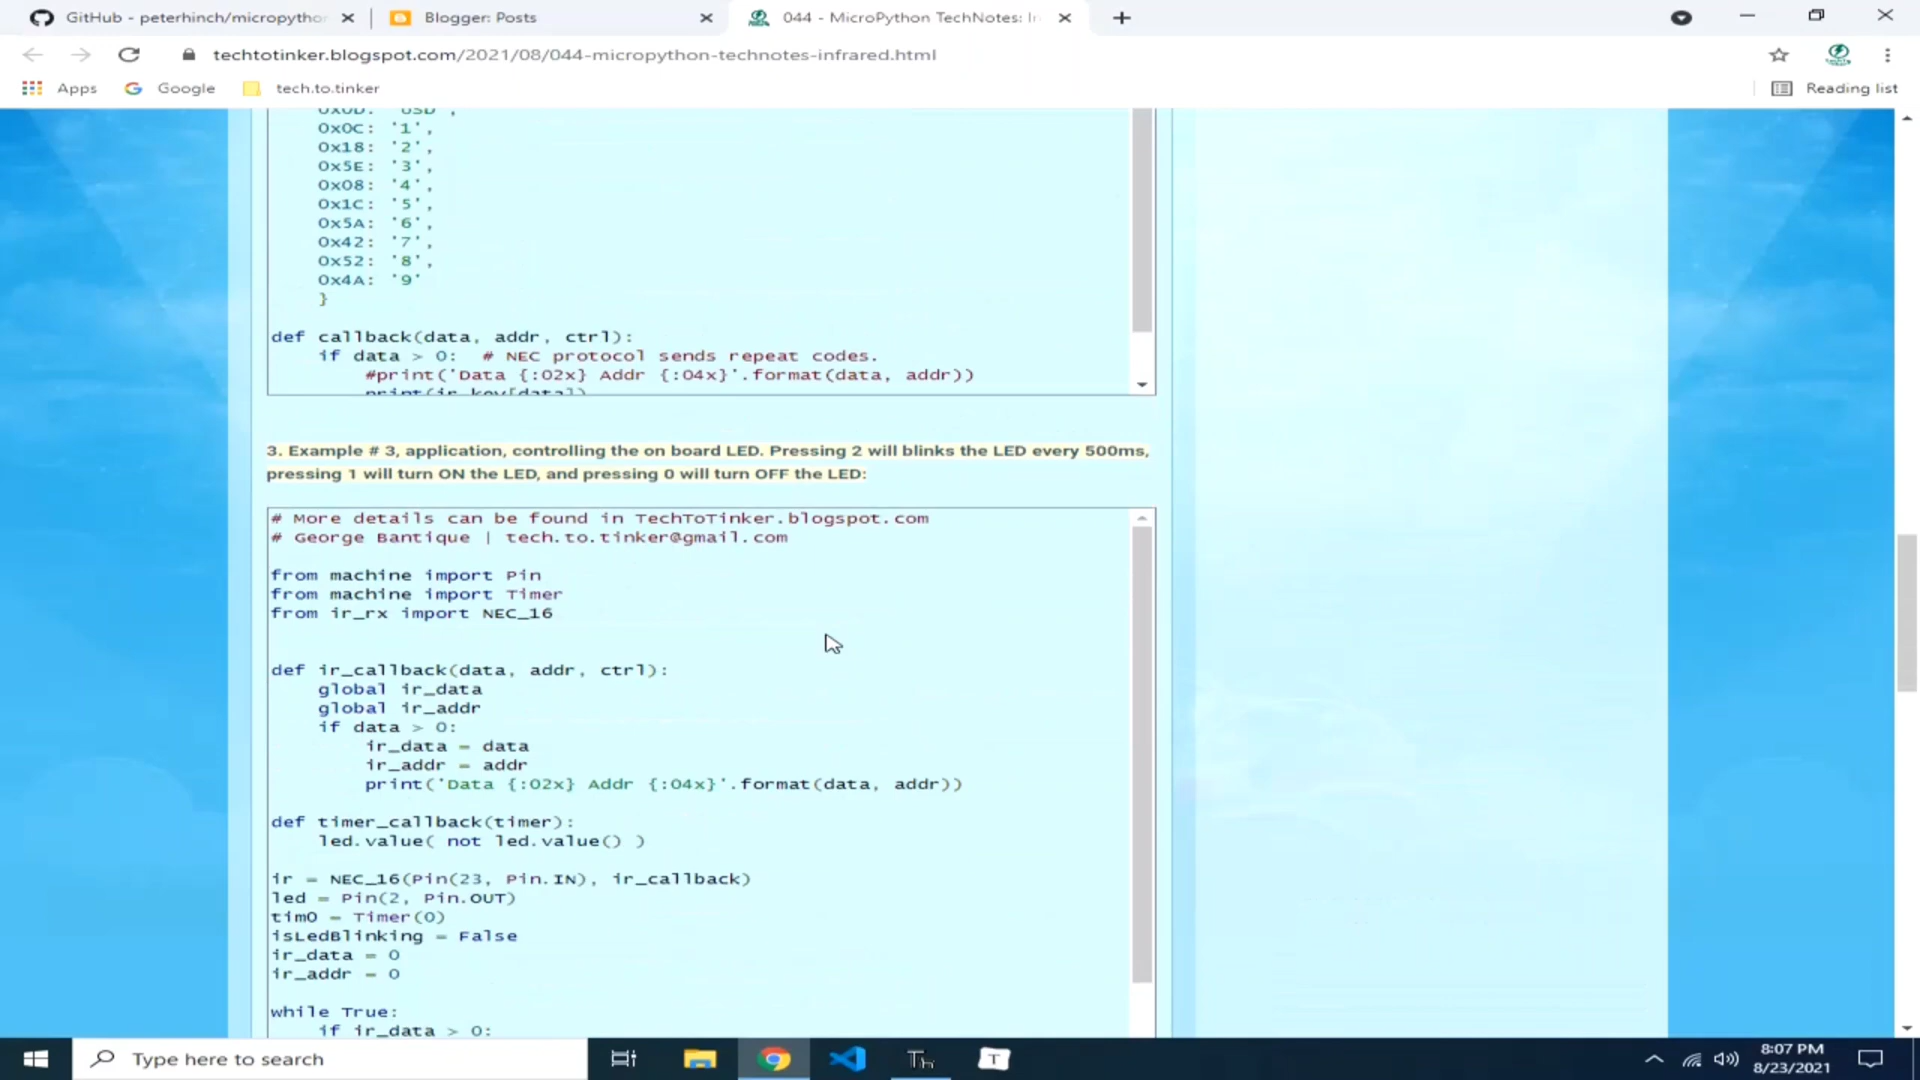 GitHub - peterhinch/micropytho
Blogger: Posts
044 - MicroPython TechNotes: In
techtotinker.blogspot.com/2021/08/044-micropython-technotes-infrared.html
Apps
Google
tech.to.tinker
Reading list
0x0D: 'USD',
0x0C: '1',
0x18: '2',
0x5E: '3',
0x08: '4',
0x1C: '5',
0x5A: '6',
0x42: '7',
0x52: '8',
0x4A: '9'
}
def callback(data, addr, ctrl):
if data > 0:  # NEC protocol sends repeat codes.
#print('Data {:02x} Addr {:04x}'.format(data, addr))
print(ir_key[data])
3. Example # 3, application, controlling the on board LED. Pressing 2 will blinks the LED every 500ms,
pressing 1 will turn ON the LED, and pressing 0 will turn OFF the LED:
# More details can be found in TechToTinker.blogspot.com
# George Bantique | tech.to.tinker@gmail.com
from machine import Pin
from machine import Timer
from ir_rx import NEC_16
def ir_callback(data, addr, ctrl):
global ir_data
global ir_addr
if data > 0:
ir_data = data
ir_addr = addr
print('Data {:02x} Addr {:04x}'.format(data, addr))
def timer_callback(timer):
led.value( not led.value() )
ir = NEC_16(Pin(23, Pin.IN), ir_callback)
led = Pin(2, Pin.OUT)
tim0 = Timer(0)
isLedBlinking = False
ir_data = 0
ir_addr = 0
while True:
if ir_data > 0:
Type here to search
8:07 PM
8/23/2021